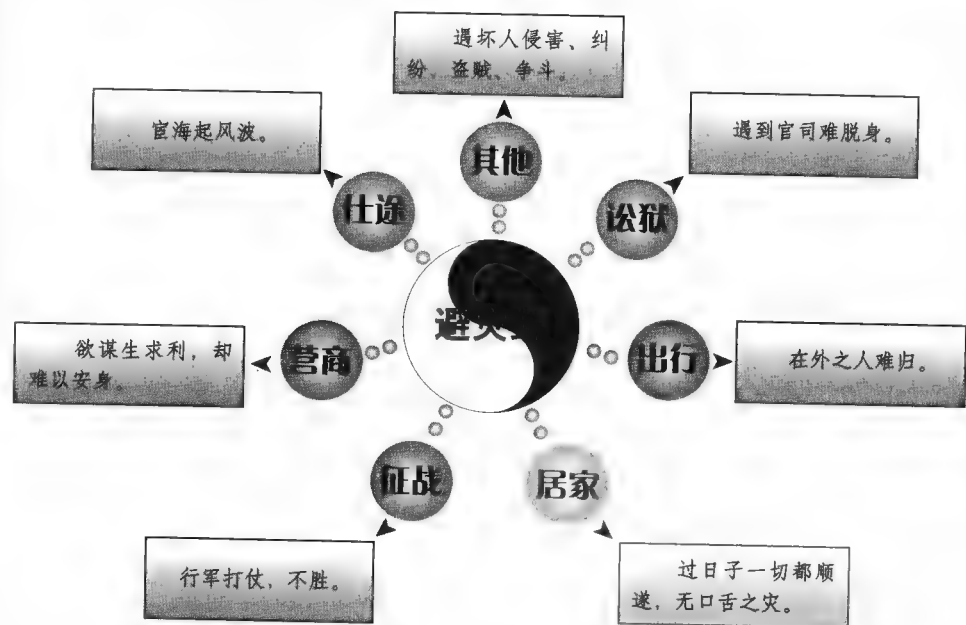 遇坏人侵害、纠
纷、盗贼、争斗。
其他
宦海起风波。
仕途
遇到官司难脱身。
讼狱
避灾
欲谋生求利,却
难以安身。
营商
出行
在外之人难归。
征战
行军打仗,不胜。
居家
过日子一切都顺
遂,无口舌之灾。